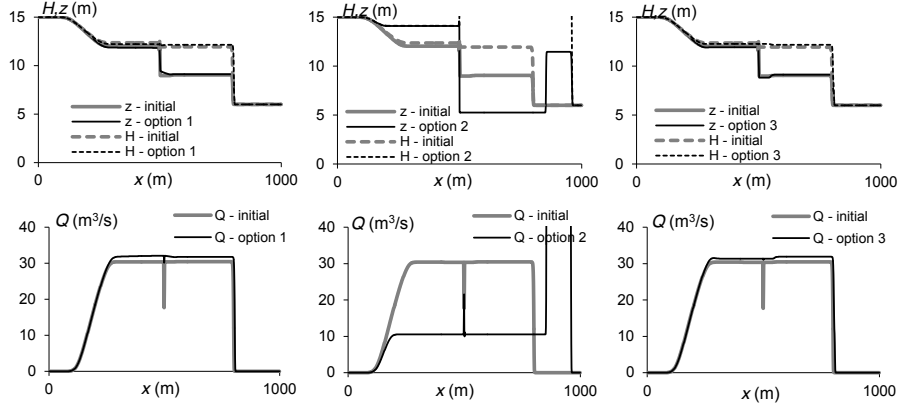 H,z (m)
15
10
5
0
z - initial
z - option 1
H - initial
H - option 1
0
1000
x (m)
H,z (m)
15
10
5
0
z - initial
z - option 2
H - initial
H - option 2
0
1000
x (m)
H,z (m)
15
10
5
0
z - initial
z - option 3
H - initial
H - option 3
0
1000
x (m)
Q (m³/s)
40
30
20
10
0
Q - initial
Q - option 1
0
1000
x (m)
Q (m³/s)
40
30
20
10
0
Q - initial
Q - option 2
0
1000
x (m)
Q (m³/s)
40
30
20
10
0
Q - initial
Q - option 3
0
1000
x (m)